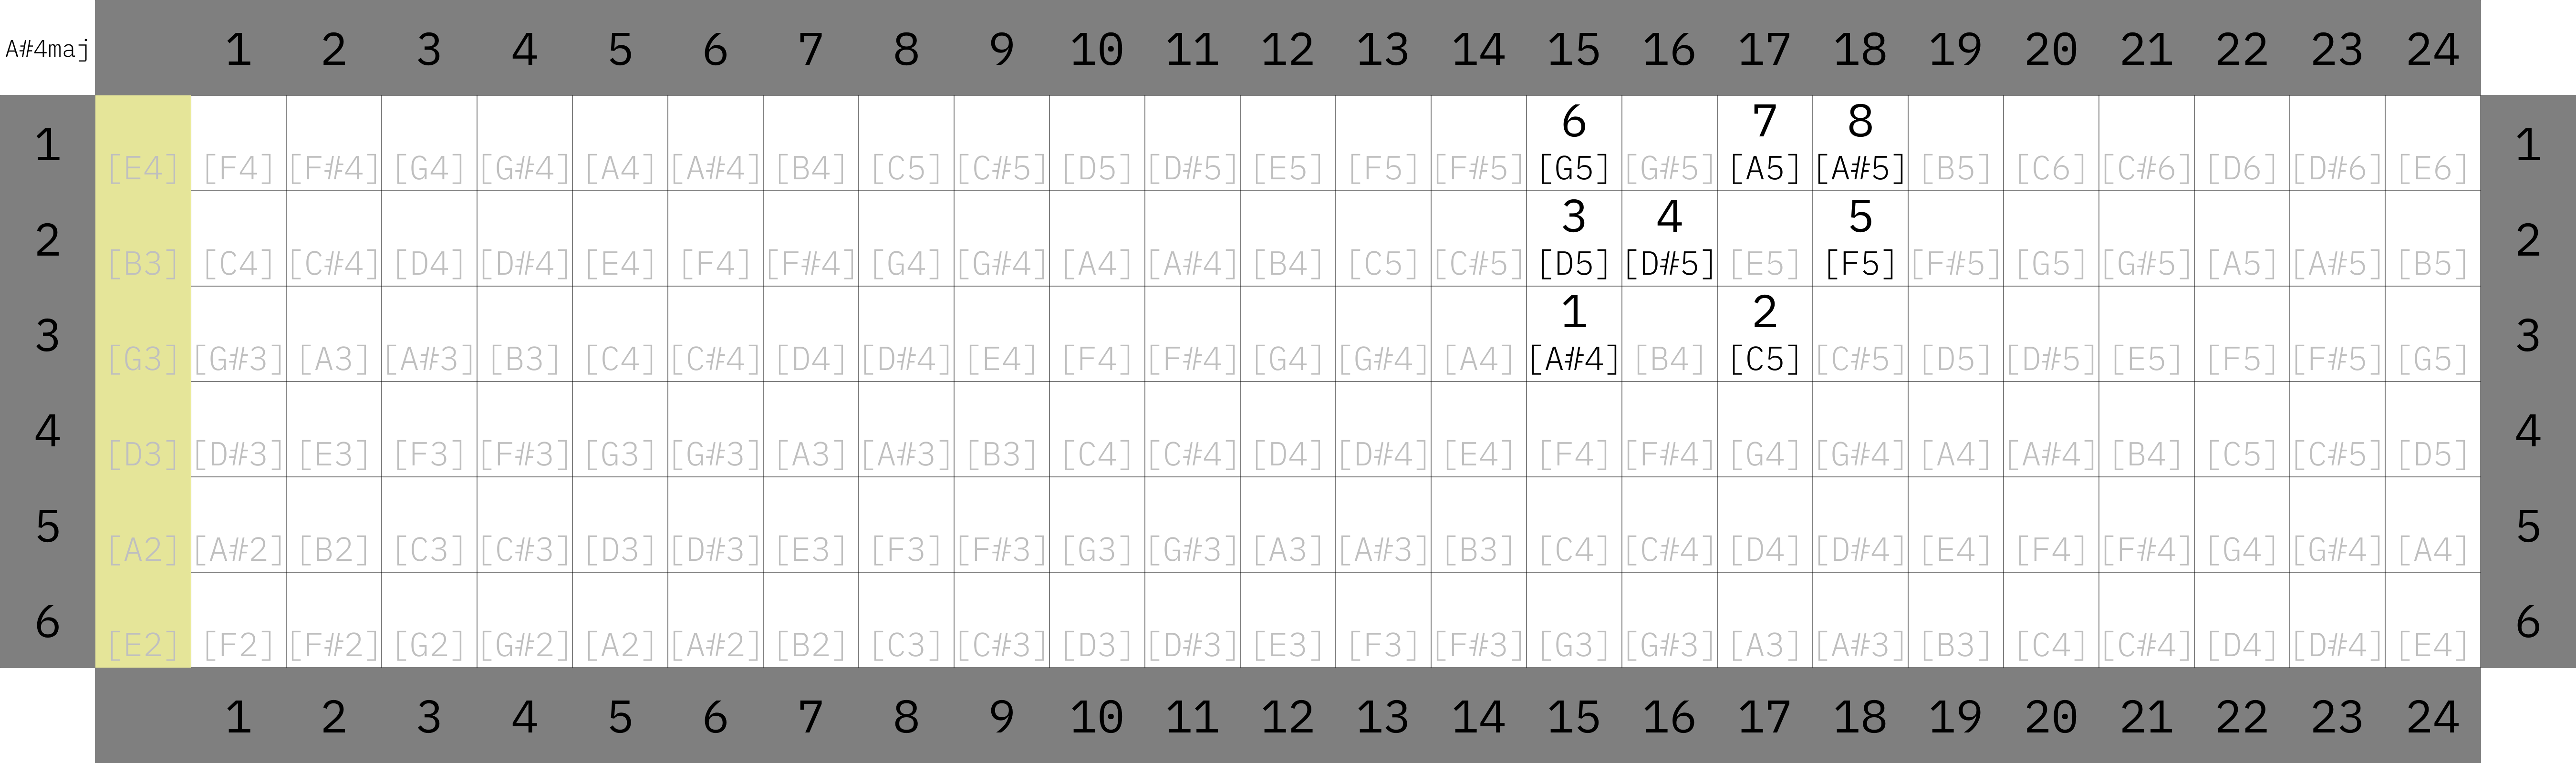 A#4maj 1 2 3 4 5 6 7 8 9 10 11 12 13 14 15 16 17 18 19 20 21 22 23 24
6 7 8
1 [E4] [F4] [F#4] [G4] [G#4] [A4] [A#4] [B4] [C5] [C#5] [D5] [D#5] [E5] [F5] [F#5] [G5] [G#5] [A5] [A#5] [B5] [C6] [C#6] [D6] [D#6] [E6] 1
3 4 5
2 [B3] [C4] [C#4] [D4] [D#4] [E4] [F4] [F#4] [G4] [G#4] [A4] [A#4] [B4] [C5] [C#5] [D5] [D#5] [E5] [F5] [F#5] [G5] [G#5] [A5] [A#5] [B5] 2
1 2
3 [G3] [G#3] [A3] [A#3] [B3] [C4] [C#4] [D4] [D#4] [E4] [F4] [F#4] [G4] [G#4] [A4] [A#4] [B4] [C5] [C#5] [D5] [D#5] [E5] [F5] [F#5] [G5] 3
4 [D3] [D#3] [E3] [F3] [F#3] [G3] [G#3] [A3] [A#3] [B3] [C4] [C#4] [D4] [D#4] [E4] [F4] [F#4] [G4] [G#4] [A4] [A#4] [B4] [C5] [C#5] [D5] 4
5 [A2] [A#2] [B2] [C3] [C#3] [D3] [D#3] [E3] [F3] [F#3] [G3] [G#3] [A3] [A#3] [B3] [C4] [C#4] [D4] [D#4] [E4] [F4] [F#4] [G4] [G#4] [A4] 5
6 [E2] [F2] [F#2] [G2] [G#2] [A2] [A#2] [B2] [C3] [C#3] [D3] [D#3] [E3] [F3] [F#3] [G3] [G#3] [A3] [A#3] [B3] [C4] [C#4] [D4] [D#4] [E4] 6
1 2 3 4 5 6 7 8 9 10 11 12 13 14 15 16 17 18 19 20 21 22 23 24